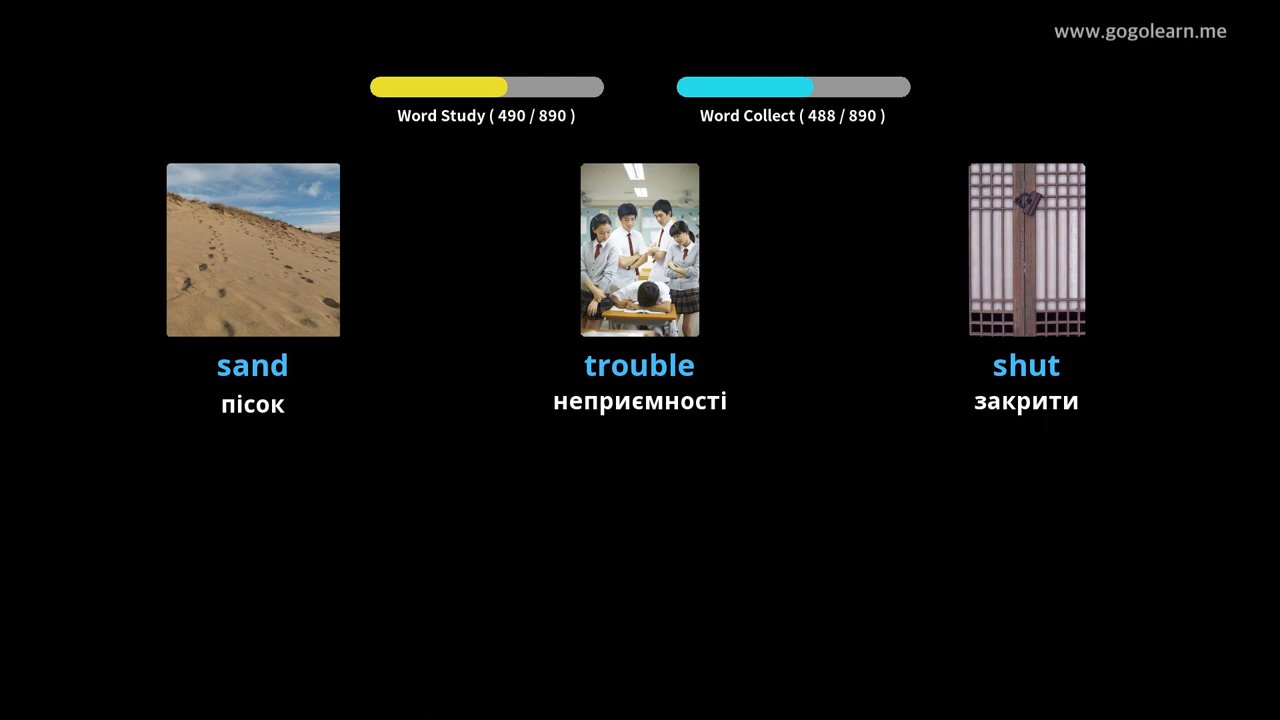 www.gogolearn.me
Word Study ( 490 / 890 )
Word Collect ( 488 / 890 )
sand
пісок
trouble
неприємності
shut
закрити